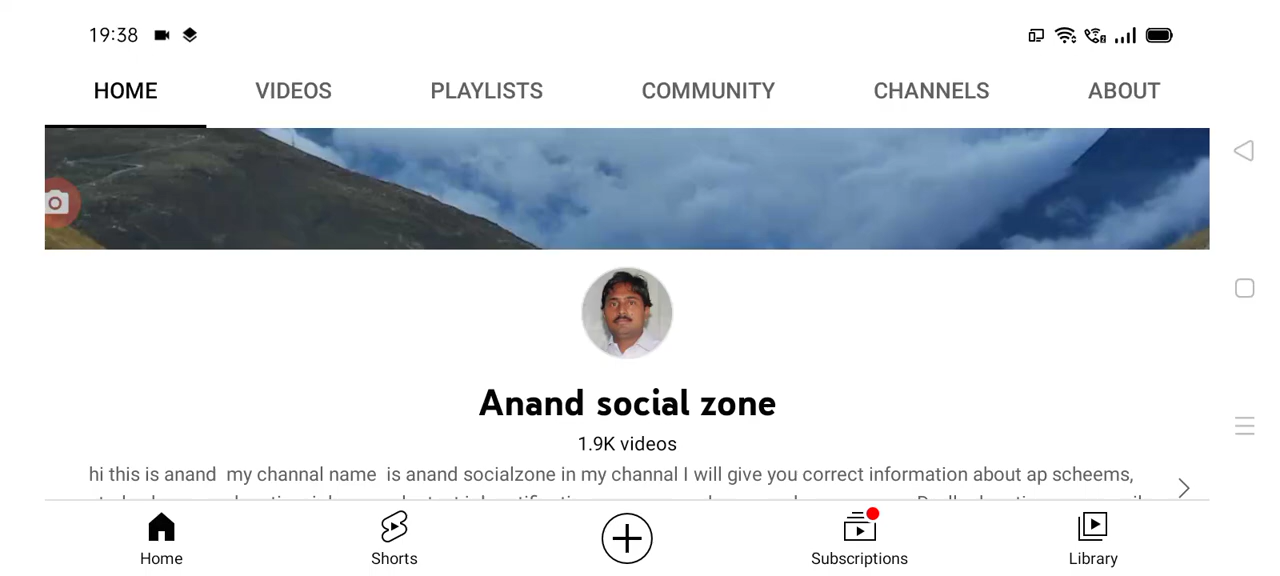 19:38
HOME VIDEOS PLAYLISTS COMMUNITY CHANNELS ABOUT
Anand social zone
1.9K videos
hi this is anand my channal name is anand socialzone in my channal I will give you correct information about ap scheems,
Home Shorts Subscriptions Library